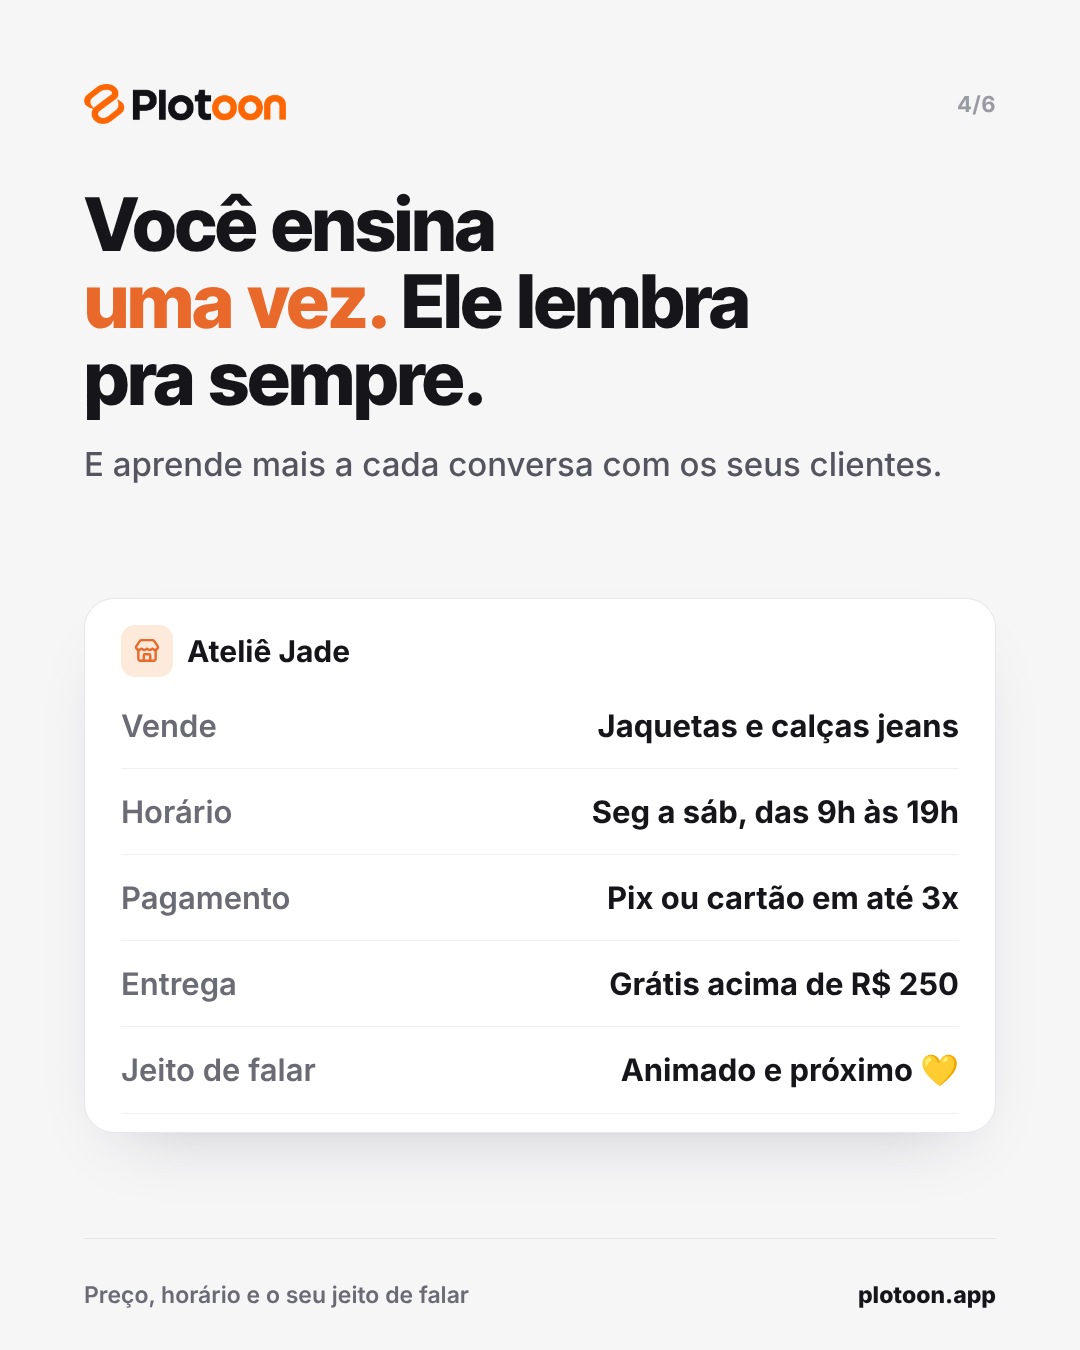 Plotoon
4/6
Você ensina
uma vez. Ele lembra
pra sempre.
E aprende mais a cada conversa com os seus clientes.
Ateliê Jade
Vende Jaquetas e calças jeans
Horário Seg a sáb, das 9h às 19h
Pagamento Pix ou cartão em até 3x
Entrega Grátis acima de R$ 250
Jeito de falar Animado e próximo 💛
Preço, horário e o seu jeito de falar plotoon.app